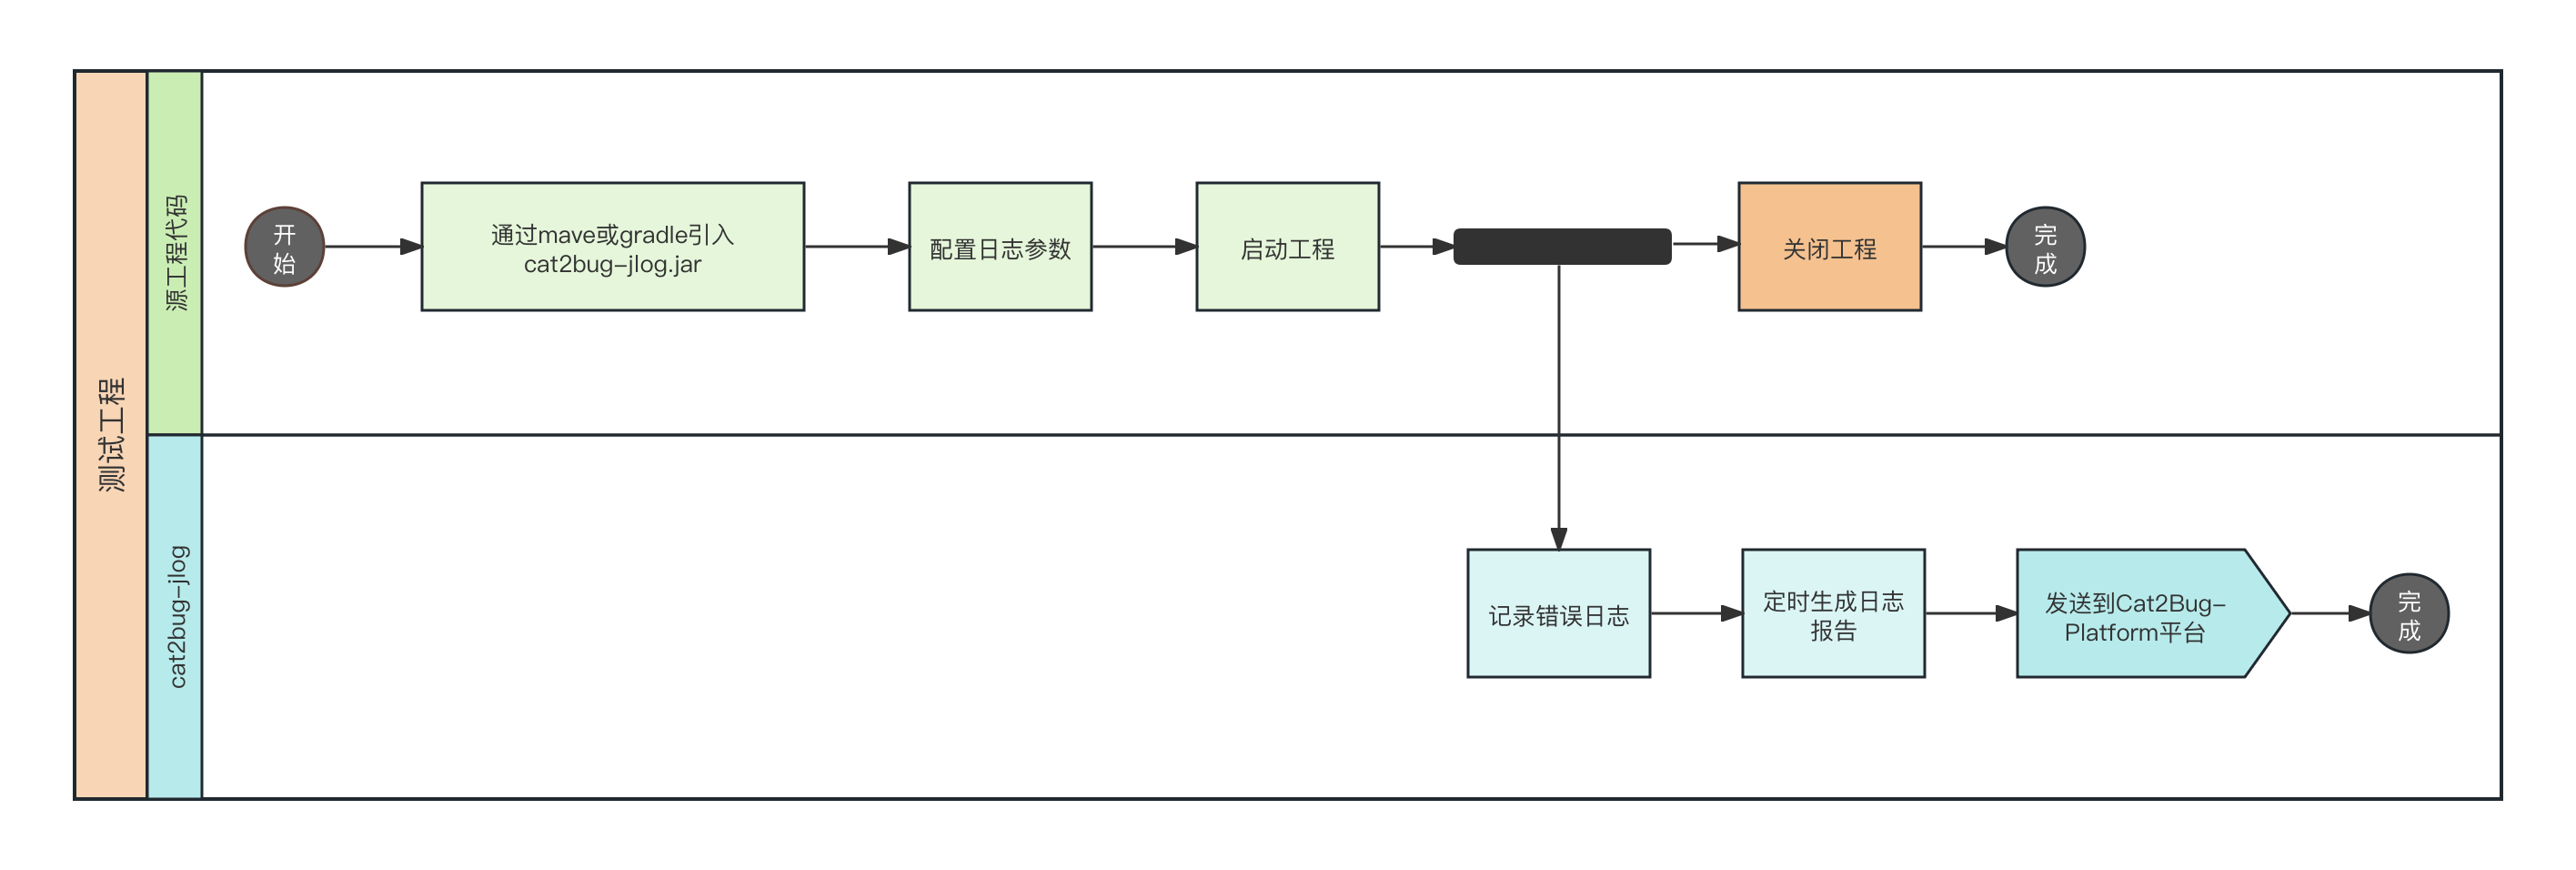 测试工程
源工程代码
开
始
通过mave或gradle引入
cat2bug-jlog.jar
配置日志参数
启动工程
关闭工程
完
成
cat2bug-jlog
记录错误日志
定时生成日志
报告
发送到Cat2Bug-
Platform平台
完
成